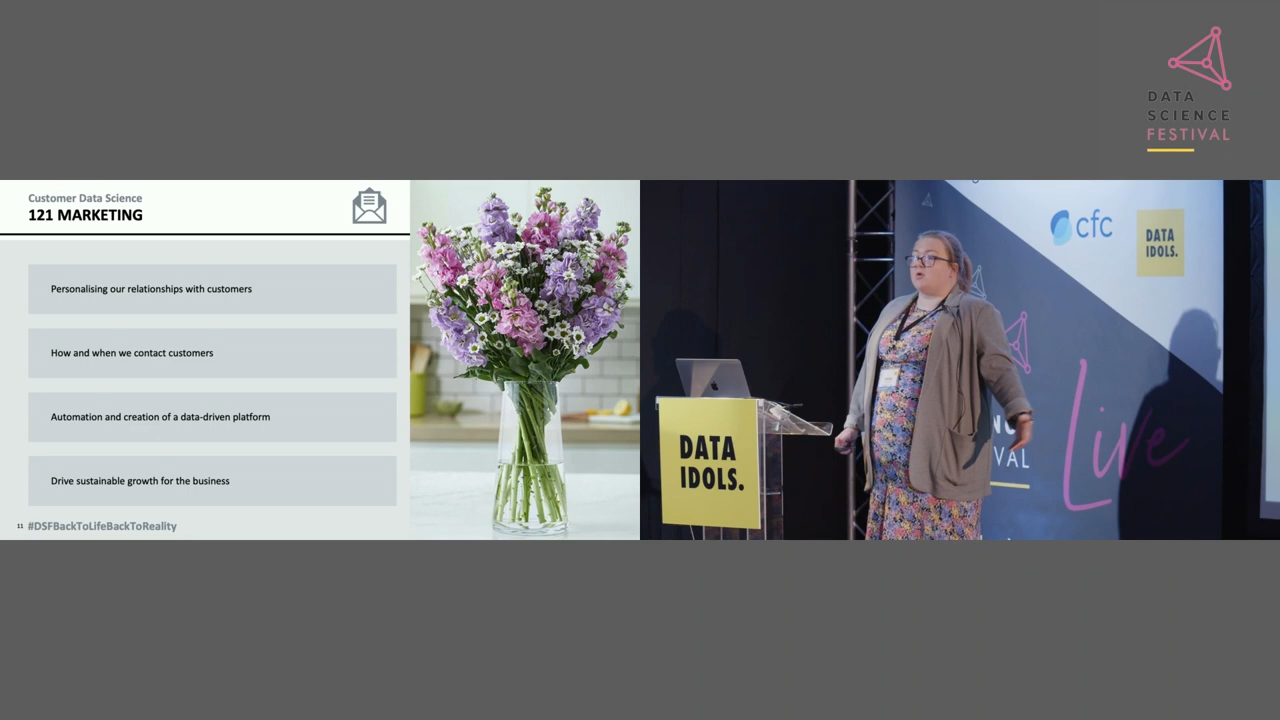 DATA
SCIENCE
FESTIVAL
Customer Data Science
121 MARKETING
Personalising our relationships with customers
How and when we contact customers
Automation and creation of a data-driven platform
Drive sustainable growth for the business
11 #DSFBackToLifeBackToReality
cfc
DATA
IDOLS.
DATA
IDOLS.
VAL
Live